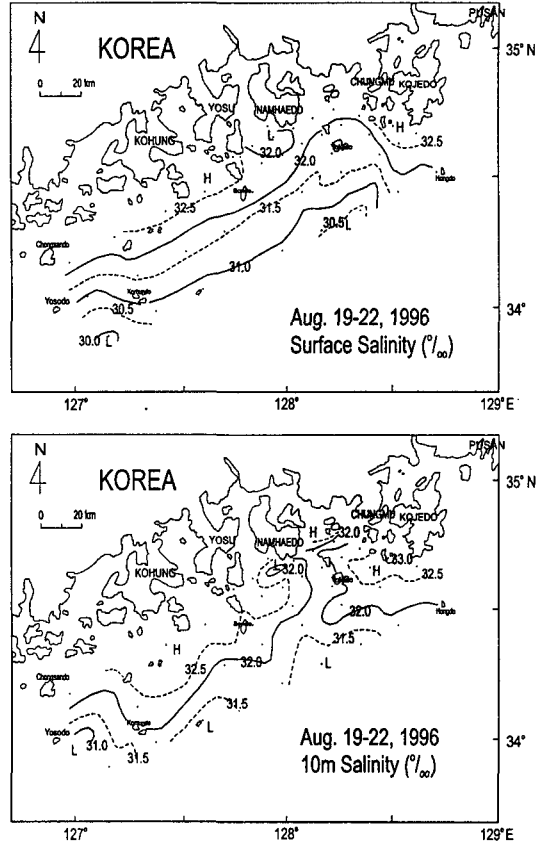 PUSAN
N
4
KOREA
0 20 km
35°N
CHUNGMU
KOJEDO
YOSU
NAMHAEDO
KOHUNG
L
32.0
H
32.5
32.0
H
32.5
31.5
Hongdo
Chongsando
30.5
L
31.0
Yosodo
30.5
30.0
L
34°
Aug. 19-22, 1996
Surface Salinity (°/∞)
127°
128°
129°E
PUSAN
N
4
KOREA
0 20 km
35°N
H
32.0
CHUNGMU
KOJEDO
YOSU
NAMHAEDO
KOHUNG
L
32.0
33.0
H
32.5
32.0
Hongdo
H
32.5
32.0
31.5
L
Chongsando
31.5
L
Yosodo
L
31.0
31.5
34°
Aug. 19-22, 1996
10m Salinity (°/∞)
127°
128°
129°E